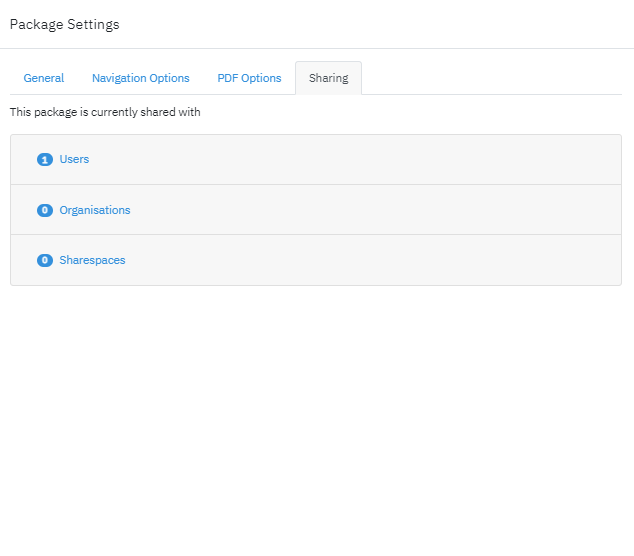 Package Settings
General Navigation Options PDF Options Sharing
This package is currently shared with
1 Users
0 Organisations
0 Sharespaces